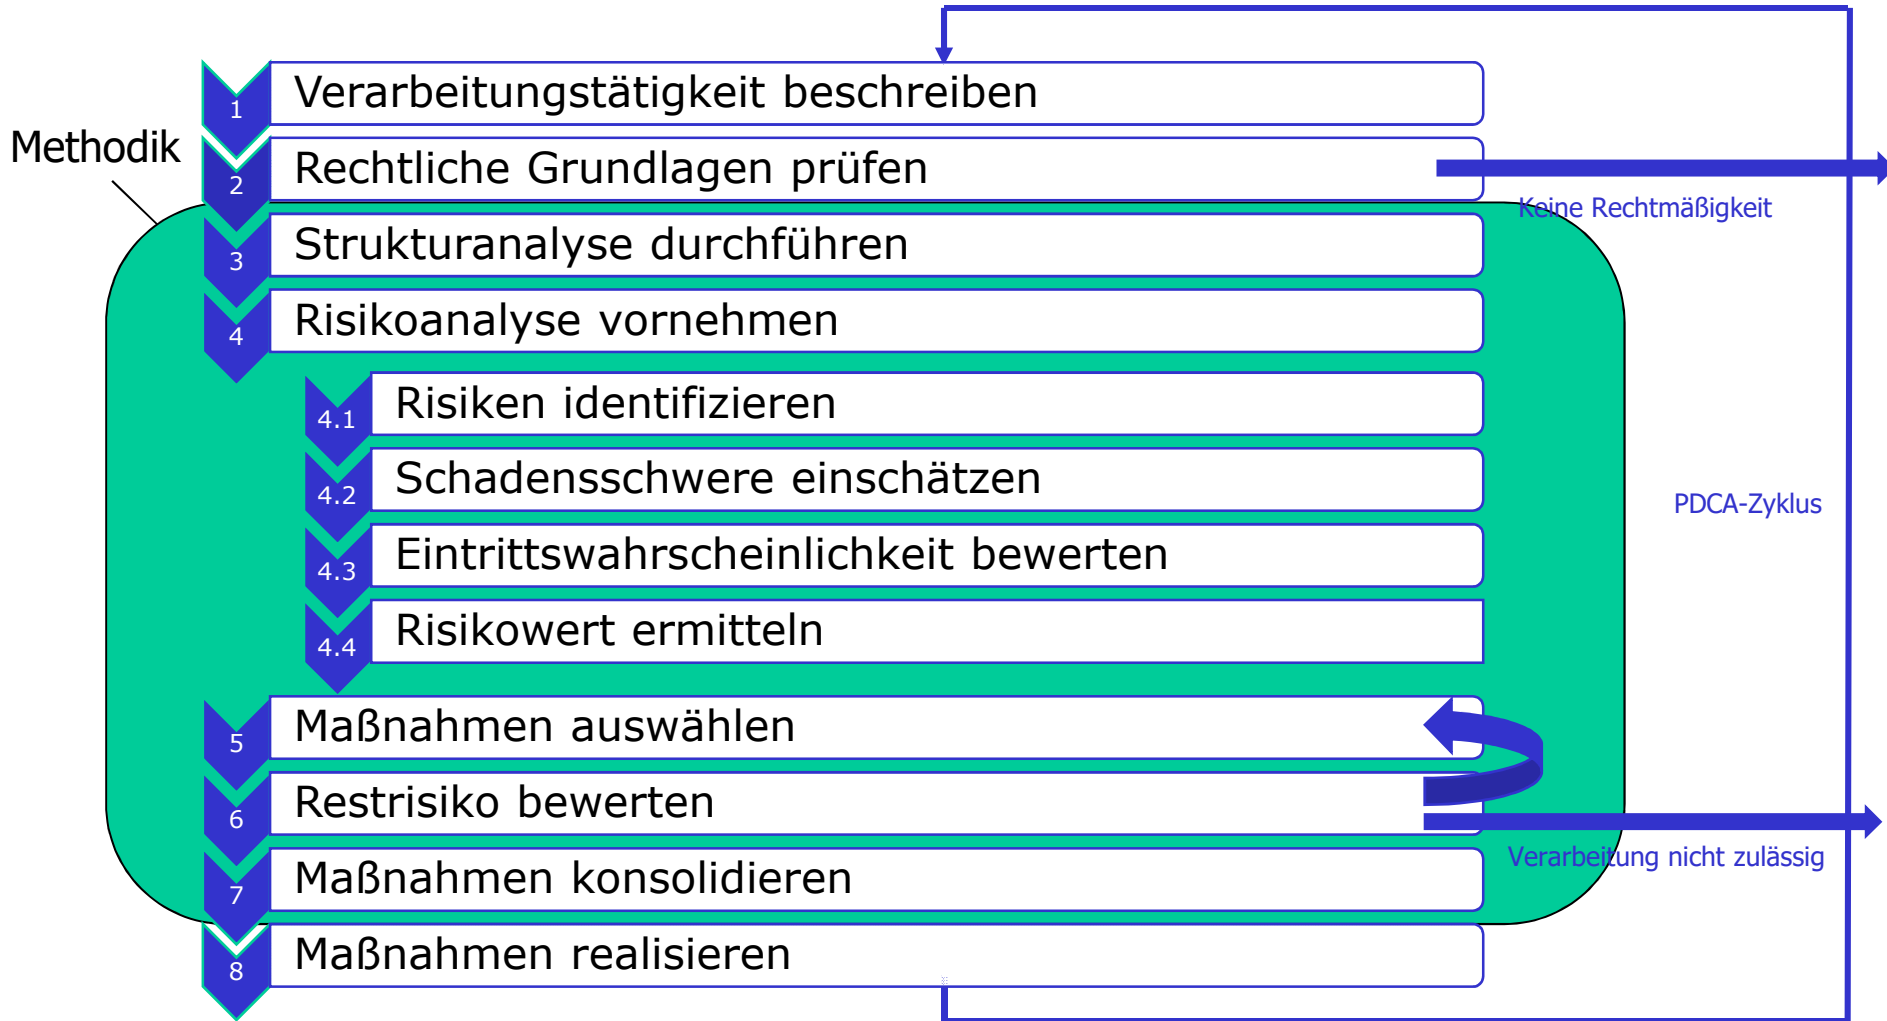 1 Verarbeitungstätigkeit beschreiben
Methodik
2 Rechtliche Grundlagen prüfen
Keine Rechtmäßigkeit
3 Strukturanalyse durchführen
4 Risikoanalyse vornehmen
4.1 Risiken identifizieren
4.2 Schadensschwere einschätzen
PDCA-Zyklus
4.3 Eintrittswahrscheinlichkeit bewerten
4.4 Risikowert ermitteln
5 Maßnahmen auswählen
6 Restrisiko bewerten
Verarbeitung nicht zulässig
7 Maßnahmen konsolidieren
8 Maßnahmen realisieren